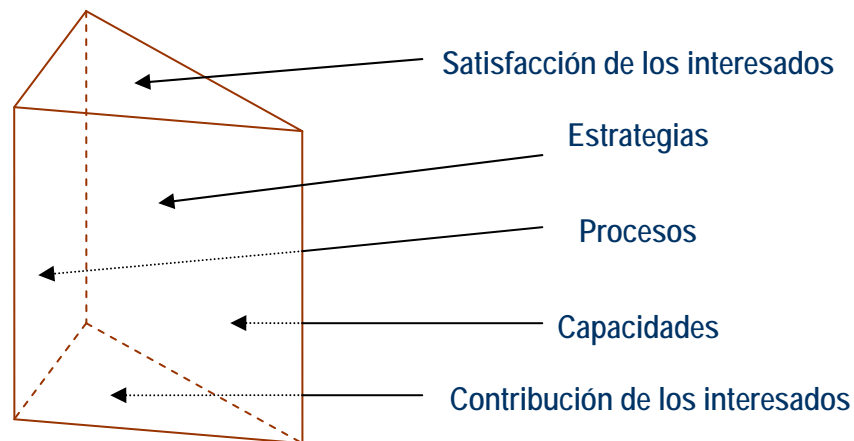 Satisfacción de los interesados
Estrategias
Procesos
Capacidades
Contribución de los interesados